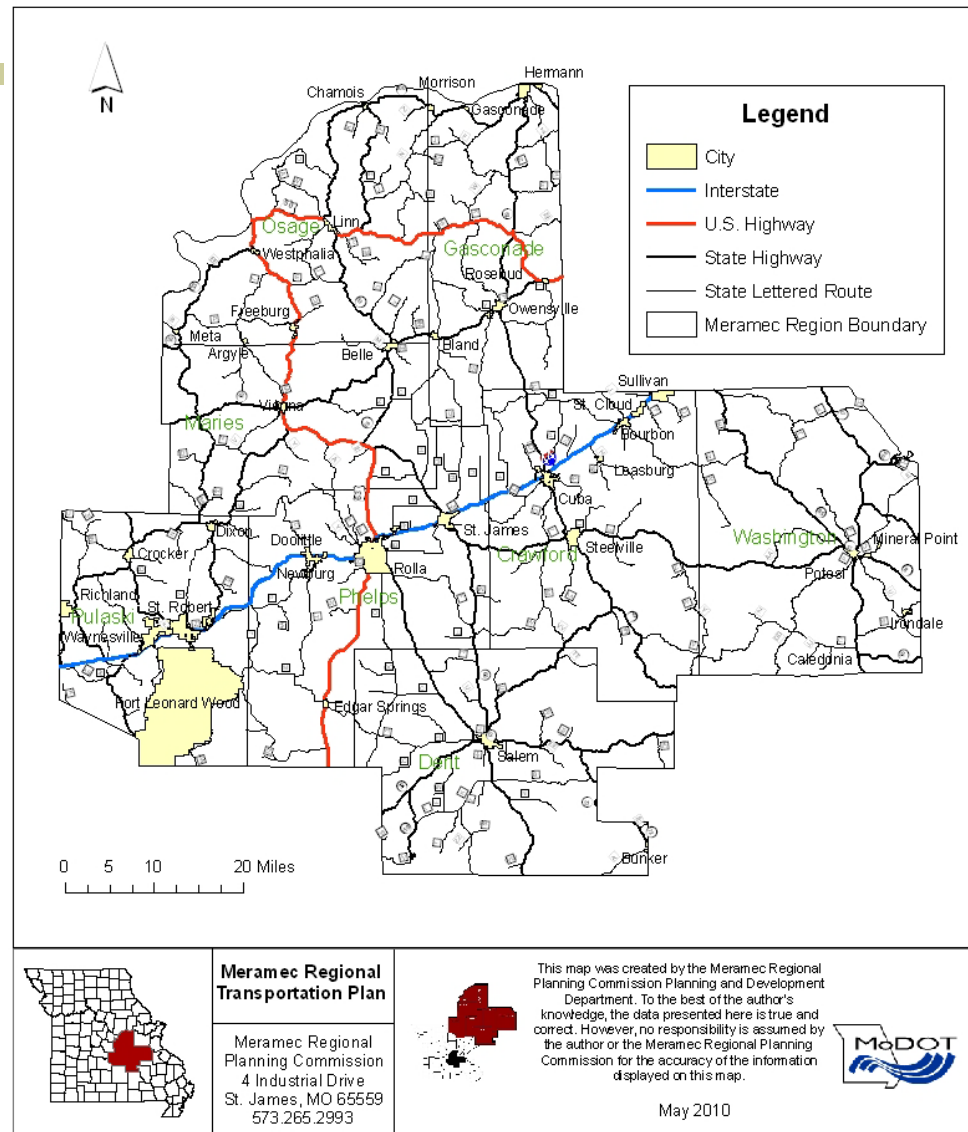 N
Hermann
Morrison
Chamois
Gasconade
Legend
City
Interstate
U.S. Highway
State Highway
State Lettered Route
Meramec Region Boundary
Osage
Linn
Gasconade
Westphalia
Rosebud
Owensville
Freeburg
Meta
Argyle
Belle
Bland
Sullivan
St. Cloud
Vienna
Bourbon
Maries
Leasburg
Cuba
Dixon
Doolittle
St. James
Steelville
Washington
Mineral Point
Crocker
Crawford
Newburg
Rolla
Potosi
Richland
Phelps
St. Robert
Pulaski
Irondale
Waynesville
Caledonia
Fort Leonard Wood
Edgar Springs
Salem
Dent
Bunker
0 5 10 20 Miles
Meramec Regional
Transportation Plan
Meramec Regional
Planning Commission
4 Industrial Drive
St. James, MO 65559
573.265.2993
This map was created by the Meramec Regional
Planning Commission Planning and Development
Department. To the best of the author's
knowledge, the data presented here is true and
correct. However, no responsibility is assumed by
the author or the Meramec Regional Planning
Commission for the accuracy of the information
displayed on this map.
May 2010
MoDOT